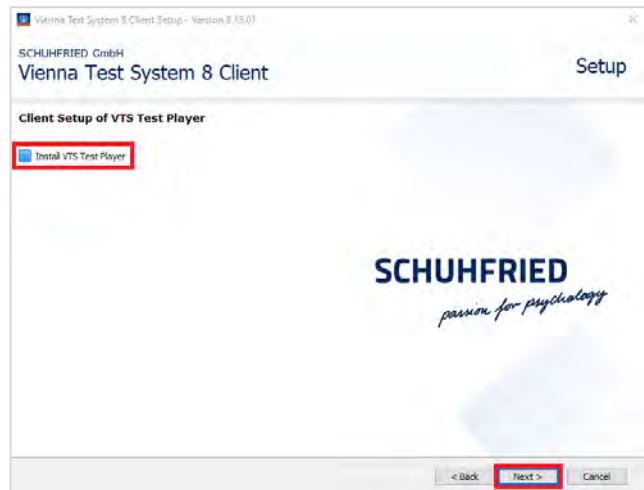 Vienna Test System 8 Client Setup - Version 8.15.01
SCHUHFRIED GmbH
Vienna Test System 8 Client
Setup
Client Setup of VTS Test Player
Install VTS Test Player
SCHUHFRIED
passion for psychology
< Back
Next >
Cancel